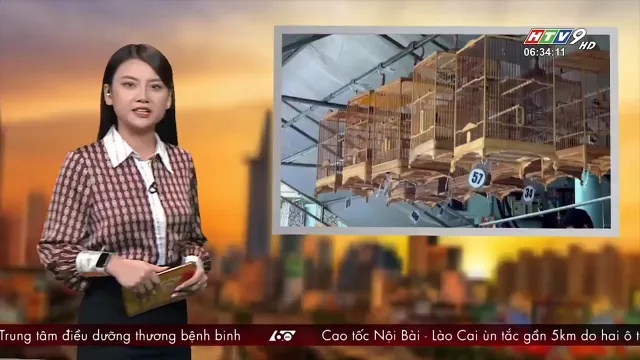 HTV9 HD
06:34:11
57
34
Trung tâm điều dưỡng thương bệnh binh
60
Cao tốc Nội Bài - Lào Cai ùn tắc gần 5km do hai ô t